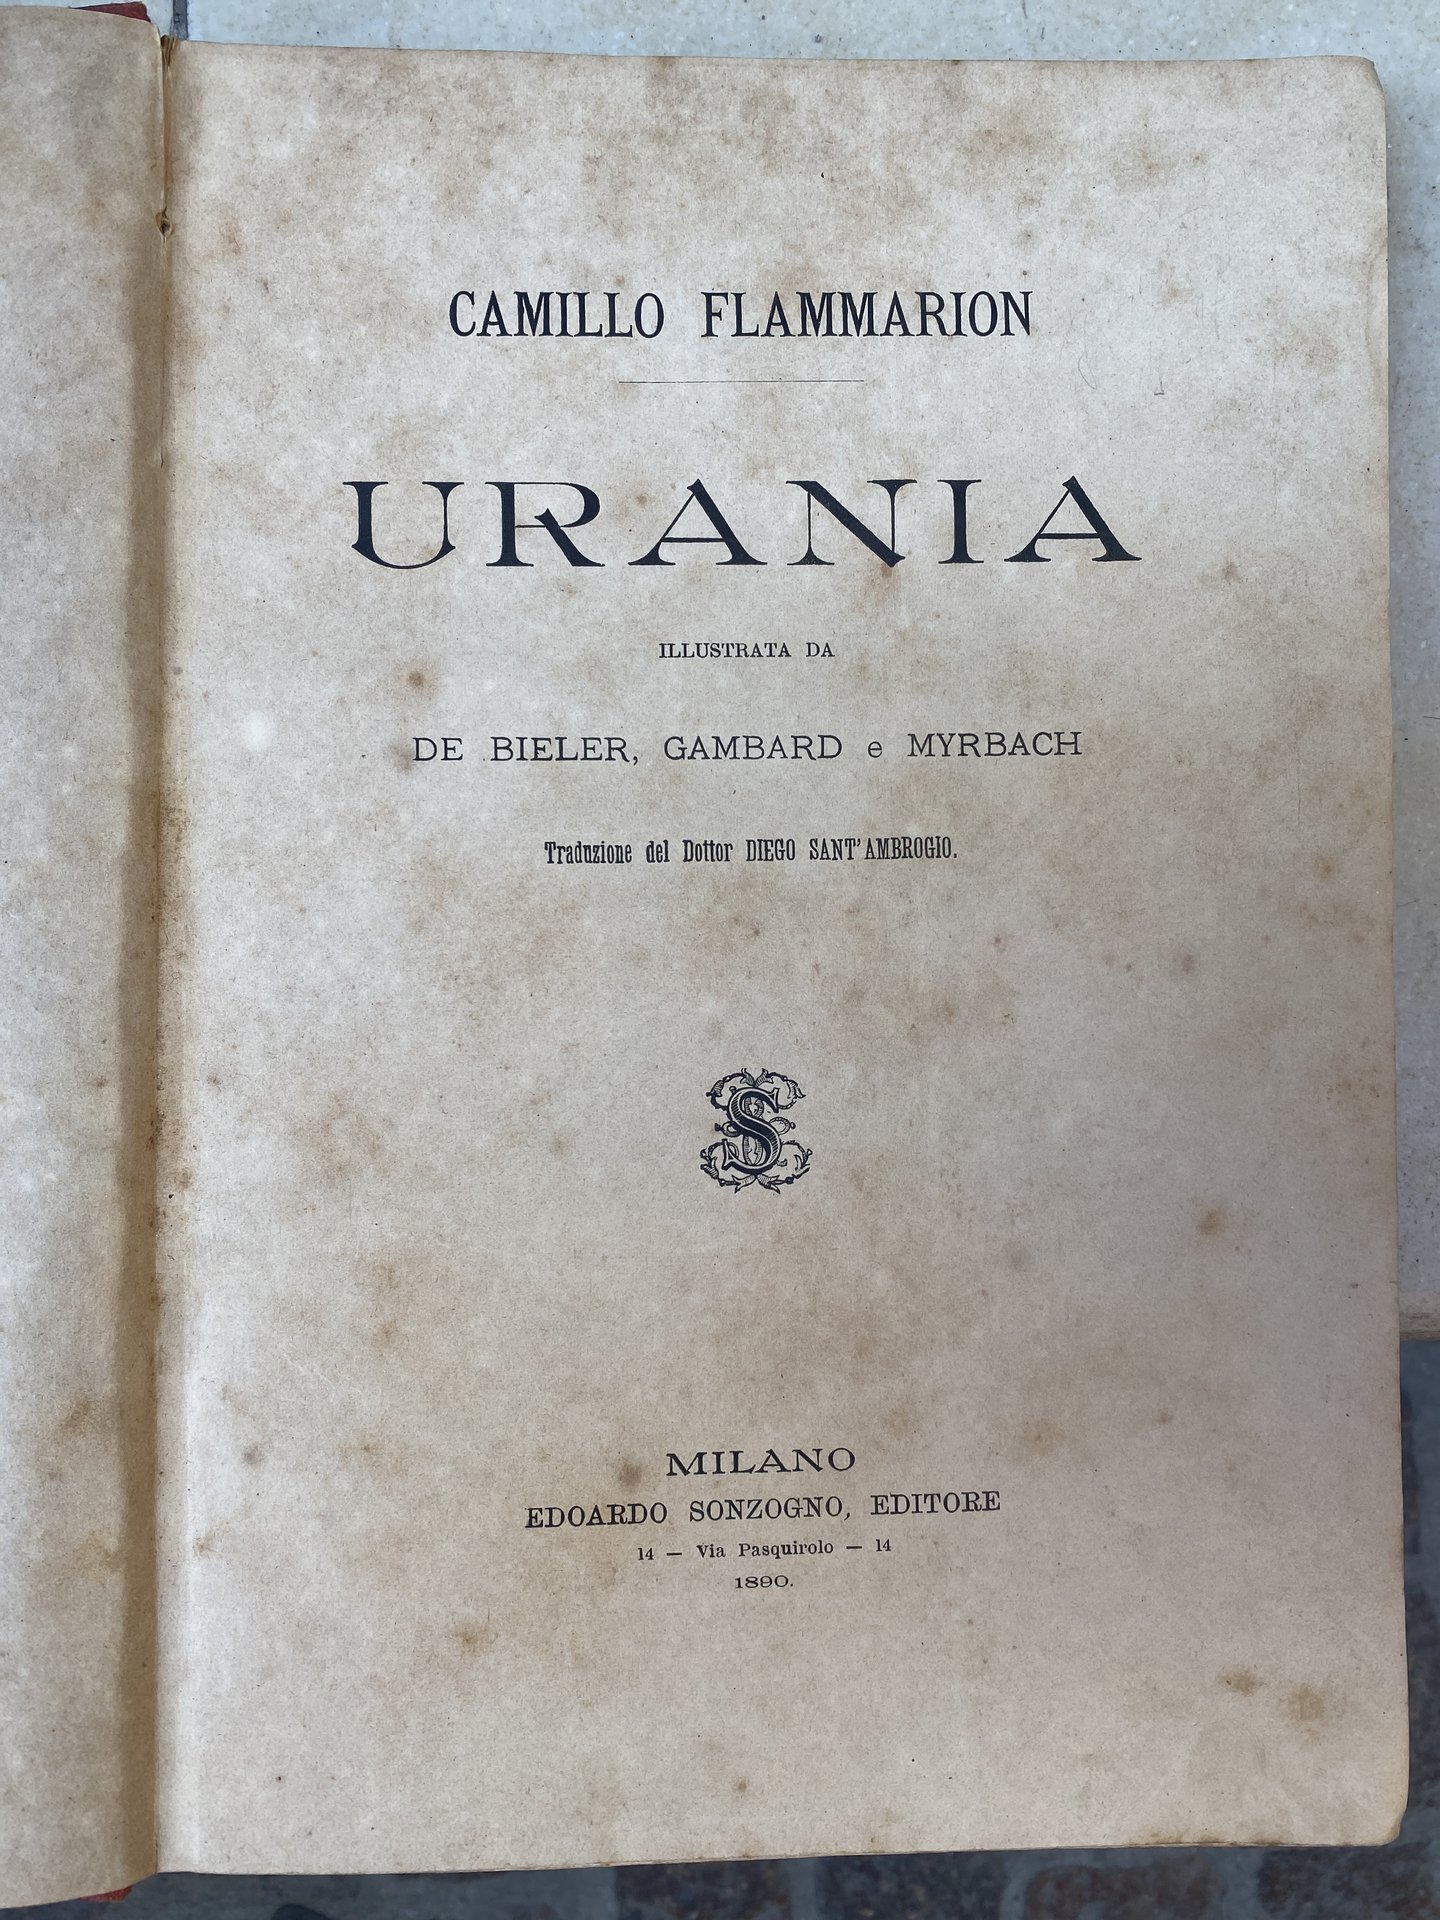 CAMILLO FLAMMARION
URANIA
ILLUSTRATA DA
DE BIELER, GAMBARD e MYRBACH
Traduzione del Dottor DIEGO SANT'AMBROGIO.
S
MILANO
EDOARDO SONZOGNO, EDITORE
14 — Via Pasquirolo — 14
1890.